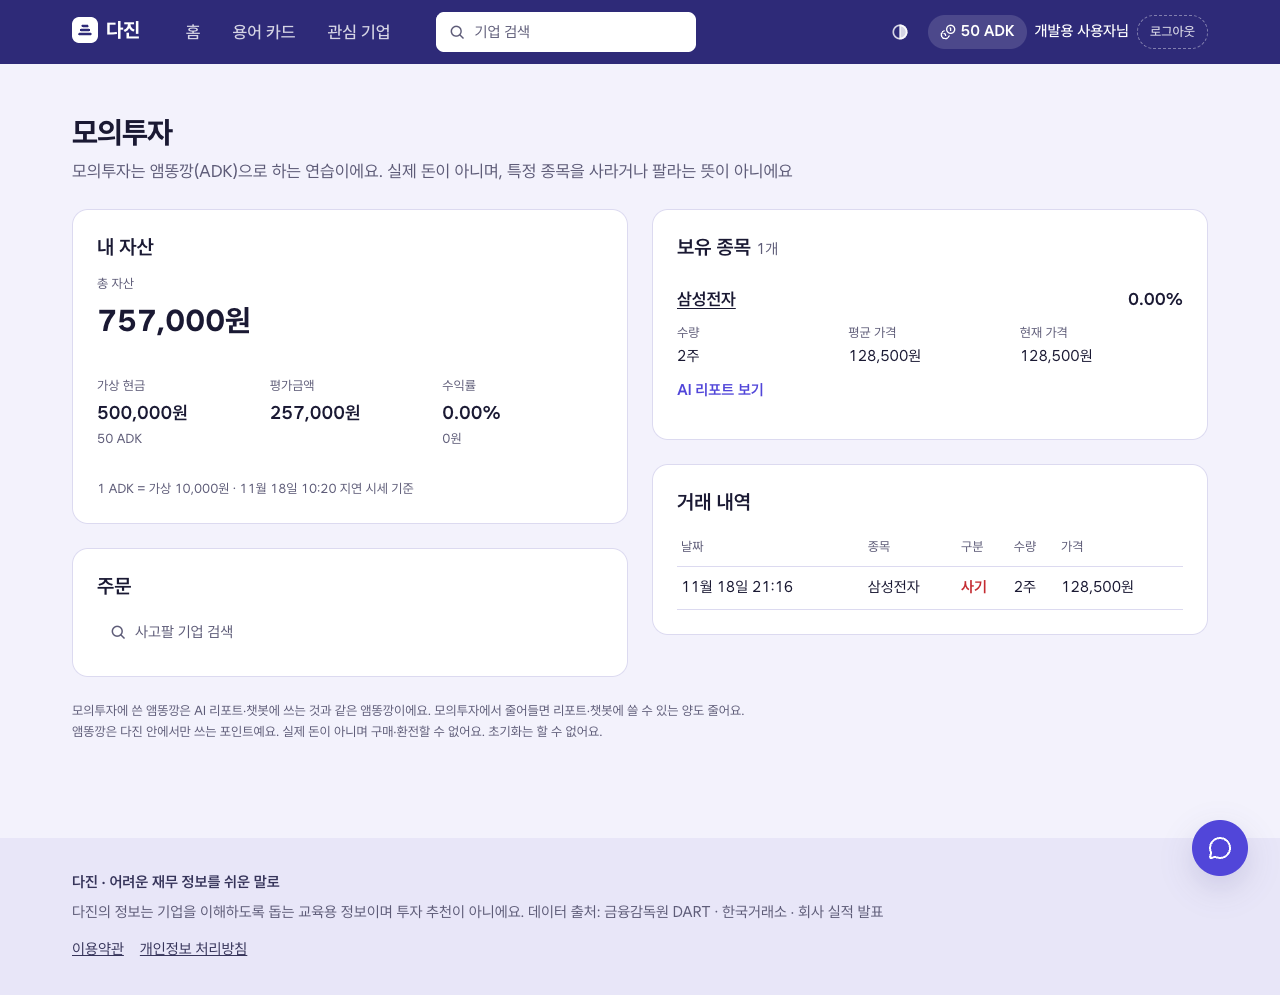 다진
홈
용어 카드
관심 기업
기업 검색
50 ADK
개발용 사용자님
로그아웃
모의투자
모의투자는 앰똥깡(ADK)으로 하는 연습이에요. 실제 돈이 아니며, 특정 종목을 사라거나 팔라는 뜻이 아니에요
내 자산
총 자산
757,000원
가상 현금
500,000원
50 ADK
평가금액
257,000원
수익률
0.00%
0원
1 ADK = 가상 10,000원 · 11월 18일 10:20 지연 시세 기준
주문
사고팔 기업 검색
보유 종목 1개
삼성전자 0.00%
수량 평균 가격 현재 가격
2주 128,500원 128,500원
AI 리포트 보기
거래 내역
날짜 종목 구분 수량 가격
11월 18일 21:16 삼성전자 사기 2주 128,500원
모의투자에 쓴 앰똥깡은 AI 리포트·챗봇에 쓰는 것과 같은 앰똥깡이에요. 모의투자에서 줄어들면 리포트·챗봇에 쓸 수 있는 양도 줄어요.
앰똥깡은 다진 안에서만 쓰는 포인트예요. 실제 돈이 아니며 구매·환전할 수 없어요. 초기화는 할 수 없어요.
다진 · 어려운 재무 정보를 쉬운 말로
다진의 정보는 기업을 이해하도록 돕는 교육용 정보이며 투자 추천이 아니에요. 데이터 출처: 금융감독원 DART · 한국거래소 · 회사 실적 발표
이용약관
개인정보 처리방침